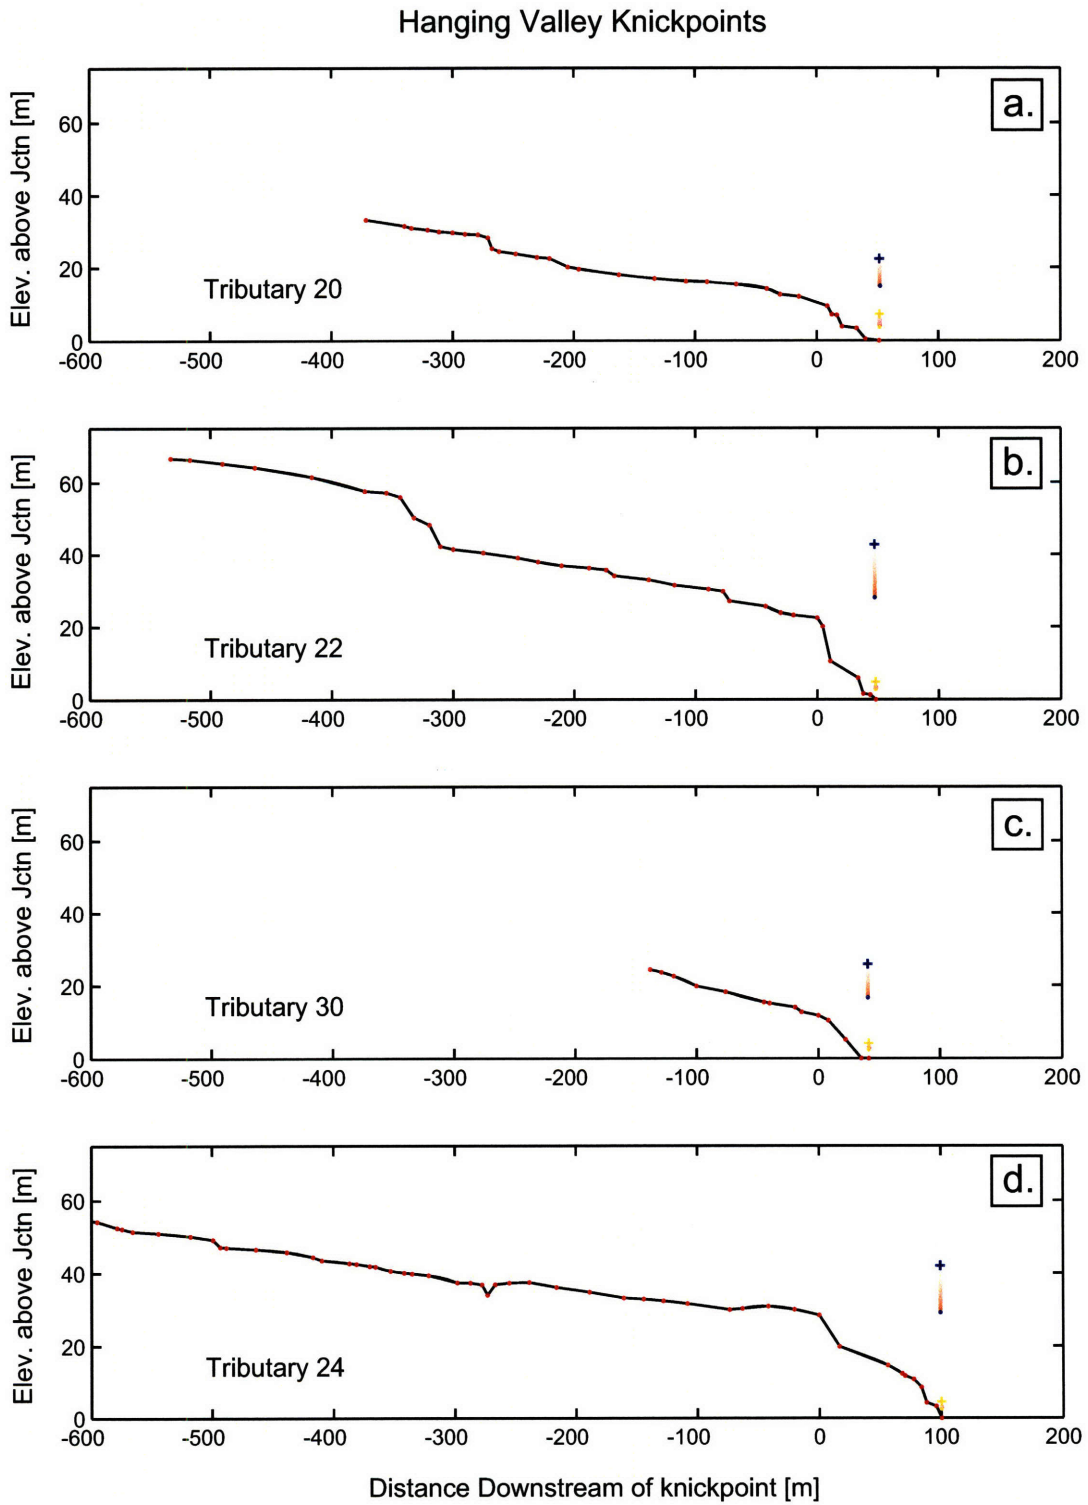 Hanging Valley Knickpoints
a.
Elev. above Jctn [m]
60
40
20
0
Tributary 20
-600 -500 -400 -300 -200 -100 0 100 200
b.
Elev. above Jctn [m]
60
40
20
0
Tributary 22
-600 -500 -400 -300 -200 -100 0 100 200
c.
Elev. above Jctn [m]
60
40
20
0
Tributary 30
-600 -500 -400 -300 -200 -100 0 100 200
d.
Elev. above Jctn [m]
60
40
20
0
Tributary 24
-600 -500 -400 -300 -200 -100 0 100 200
Distance Downstream of knickpoint [m]